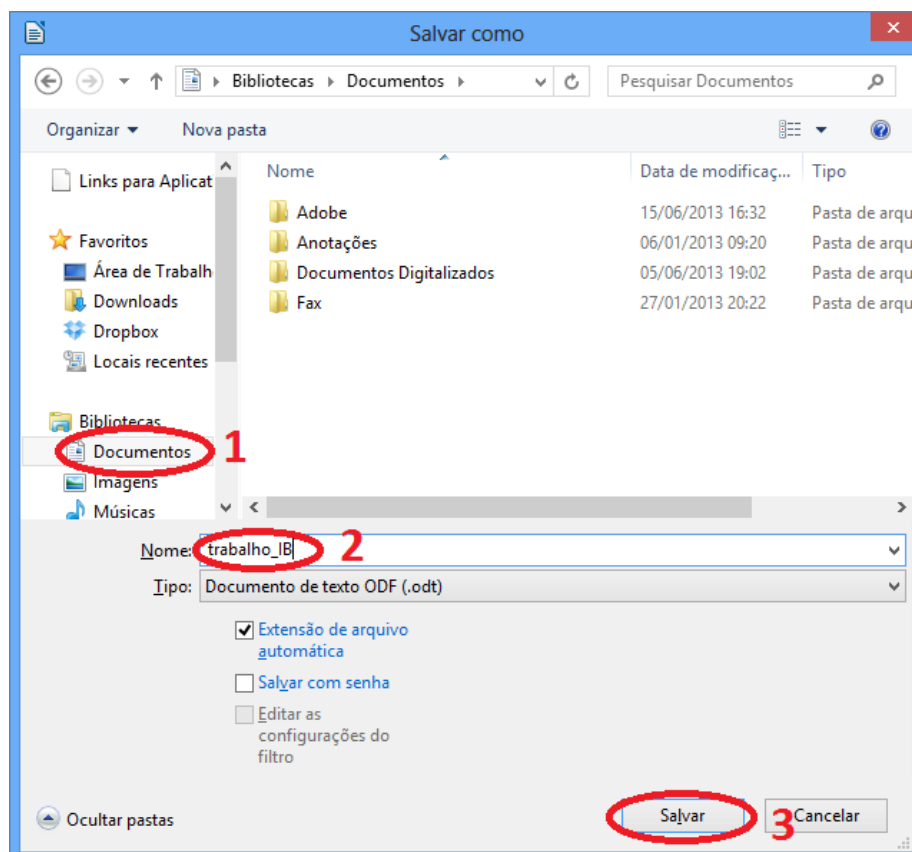 Salvar como
Bibliotecas Documentos Pesquisar Documentos
Organizar Nova pasta
Links para Aplicat
Nome Data de modificaç... Tipo
Adobe 15/06/2013 16:32 Pasta de arqu
Favoritos Anotações 06/01/2013 09:20 Pasta de arqu
Área de Trabalh Documentos Digitalizados 05/06/2013 19:02 Pasta de arqu
Downloads Fax 27/01/2013 20:22 Pasta de arqu
Dropbox
Locais recentes
Bibliotecas
Documentos 1
Imagens
Músicas
Nome: trabalho_IB 2
Tipo: Documento de texto ODF (.odt)
Extensão de arquivo
automática
Salvar com senha
Editar as
configurações do
filtro
Ocultar pastas Salvar 3 Cancelar